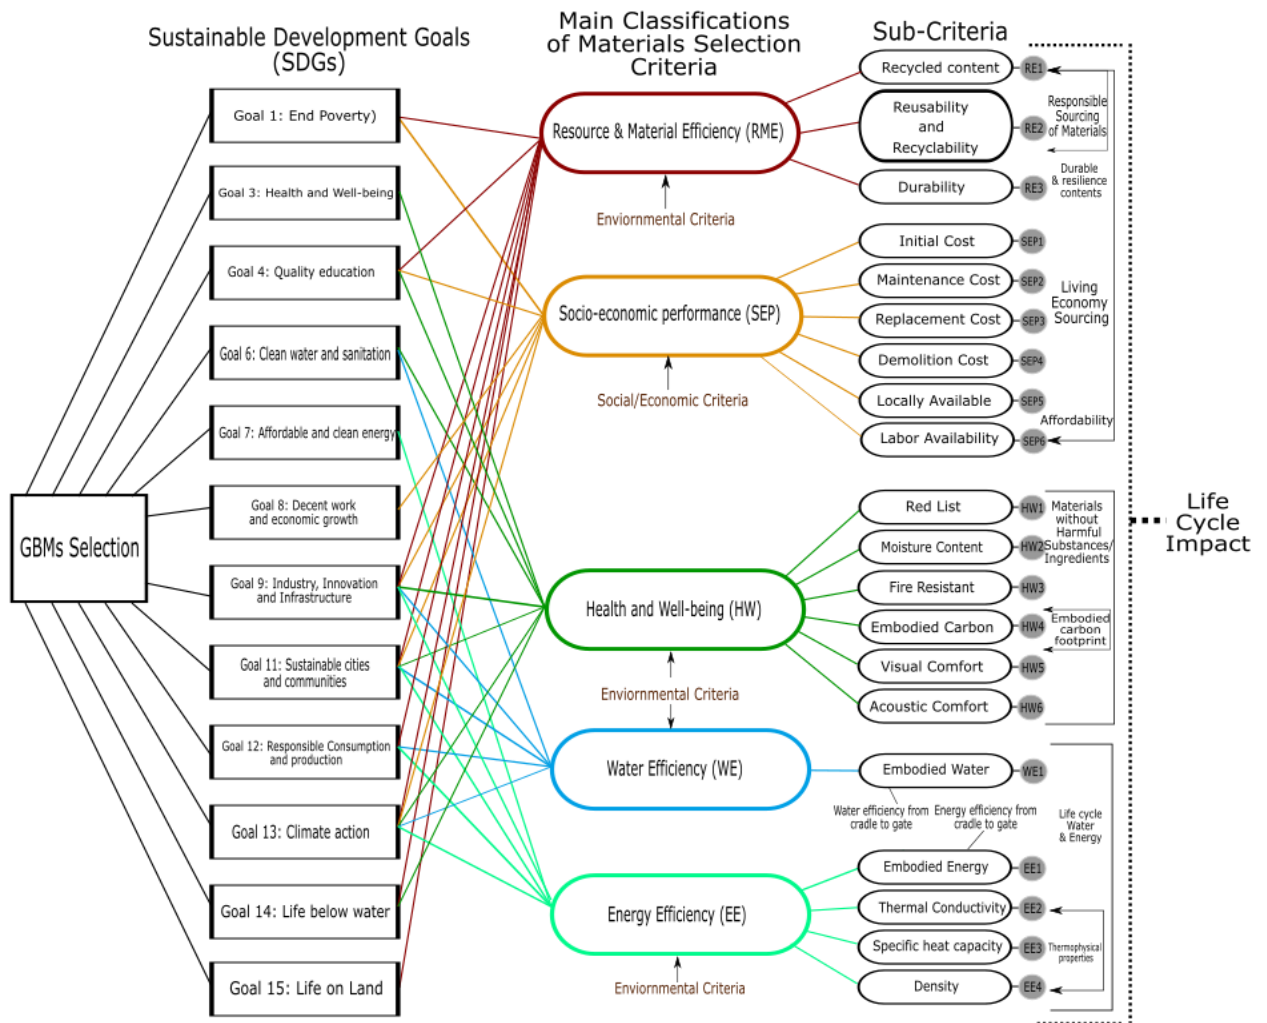 Sustainable Development Goals
(SDGs)
Main Classifications
of Materials Selection
Criteria
Sub-Criteria
GBMs Selection
Goal 1: End Poverty)
Goal 3: Health and Well-being
Goal 4: Quality education
Goal 6: Clean water and sanitation
Goal 7: Affordable and clean energy
Goal 8: Decent work
and economic growth
Goal 9: Industry, Innovation
and Infrastructure
Goal 11: Sustainable cities
and communities
Goal 12: Responsible Consumption
and production
Goal 13: Climate action
Goal 14: Life below water
Goal 15: Life on Land
Resource & Material Efficiency (RME)
Enviornmental Criteria
Socio-economic performance (SEP)
Social/Economic Criteria
Health and Well-being (HW)
Enviornmental Criteria
Water Efficiency (WE)
Energy Efficiency (EE)
Enviornmental Criteria
Recycled content
RE1
Reusability
and
Recyclability
RE2
Durability
RE3
Responsible
Sourcing
of Materials
Durable
& resilience
contents
Initial Cost
SEP1
Maintenance Cost
SEP2
Replacement Cost
SEP3
Demolition Cost
SEP4
Locally Available
SEP5
Labor Availability
SEP6
Living
Economy
Sourcing
Affordability
Red List
HW1
Moisture Content
HW2
Fire Resistant
HW3
Embodied Carbon
HW4
Visual Comfort
HW5
Acoustic Comfort
HW6
Materials
without
Harmful
Substances/
Ingredients
Embodied
carbon
footprint
Embodied Water
WE1
Water efficiency from
cradle to gate
Energy efficiency from
cradle to gate
Embodied Energy
EE1
Thermal Conductivity
EE2
Specific heat capacity
EE3
Density
EE4
Life cycle
Water
& Energy
Thermophysical
properties
Life
Cycle
Impact